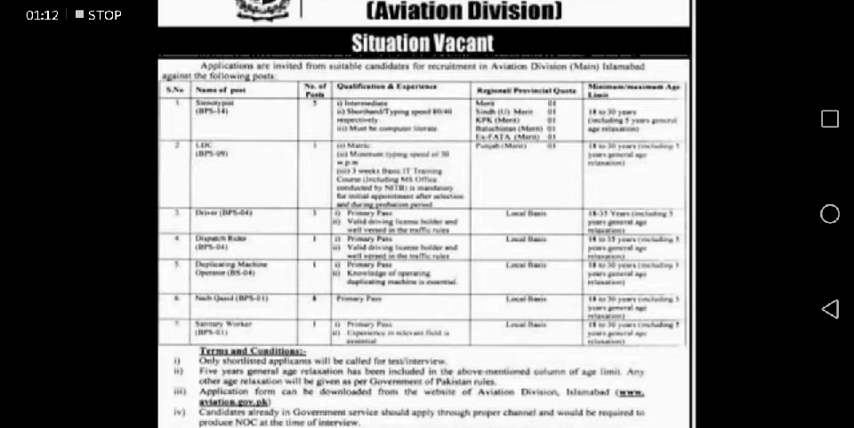 01:12 STOP
(Aviation Division)
Situation Vacant
Applications are invited from suitable candidates for recruitment in Aviation Division (Main) Islamabad
against the following posts:
S.No Name of post No. of Posts Qualification & Experience Regional/Provincial Quota Minimum/maximum Age Limit
1 Stenotypist (BPS-14) 5 i) Intermediate
ii) Shorthand/Typing speed 80/40 respectively
iii) Must be computer literate
Merit 01
Sindh (U) Merit 01
KPK (Merit) 01
Balochistan (Merit) 01
Ex-FATA (Merit) 01
18 to 30 years (including 5 years general age relaxation)
2 LDC (BPS-09) 1 i) Matric
(ii) Minimum typing speed of 30 w.p.m
(iii) 3 weeks Basic IT Training
Course (Including MS Office
conducted by NITB) is mandatory
for initial appointment after selection
and during probation period
Punjab (Merit) 01
18 to 30 years (including 5 years general age relaxation)
3 Driver (BPS-04) i) Primary Pass
ii) Valid driving license holder and
well versed in the traffic rules
Local Basis
18-35 Years (including 5 years general age relaxation)
4 Dispatch Rider (BPS-04) 1 i) Primary Pass
ii) Valid driving license holder and
well versed in the traffic rules
Local Basis
18 to 35 years (including 5 years general age relaxation)
5 Duplicating Machine Operator (BS-04) 1 i) Primary Pass
ii) Knowledge of operating
duplicating machine is essential.
Local Basis
18 to 30 years (including 5 years general age relaxation)
6 Naib Qasid (BPS-01) Primary Pass Local Basis 18 to 30 years (including 5 years general age relaxation)
7 Sanitary Worker (BPS-01) 1 i) Primary Pass
ii) Experience in relevant field is
essential
Local Basis
18 to 30 years (including 5 years general age relaxation)
Terms and Conditions:-
i) Only shortlisted applicants will be called for test/interview.
ii) Five years general age relaxation has been included in the above-mentioned column of age limit. Any
other age relaxation will be given as per Government of Pakistan rules.
iii) Application form can be downloaded from the website of Aviation Division, Islamabad (www.
aviation.gov.pk)
iv) Candidates already in Government service should apply through proper channel and would be required to
produce NOC at the time of interview.